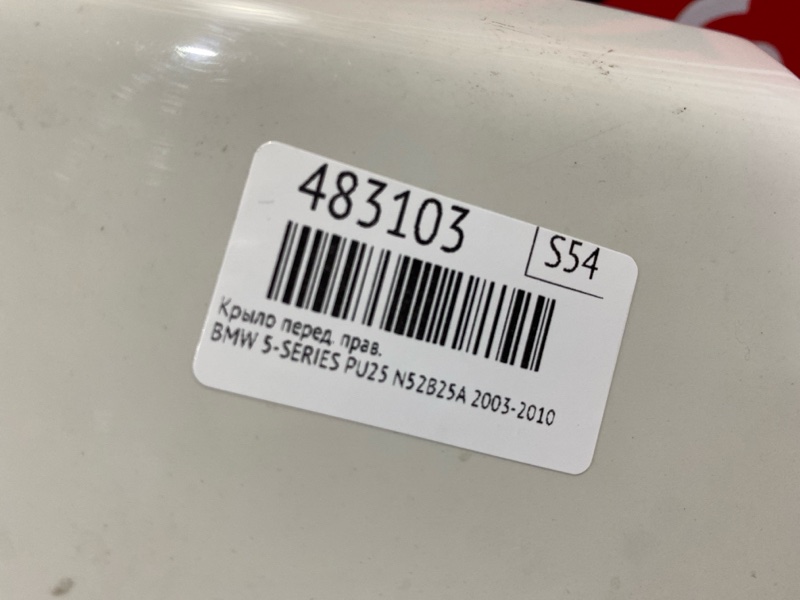 483103
S54
Крыло перед. прав.
BMW 5-SERIES PU25 N52B25A 2003-2010